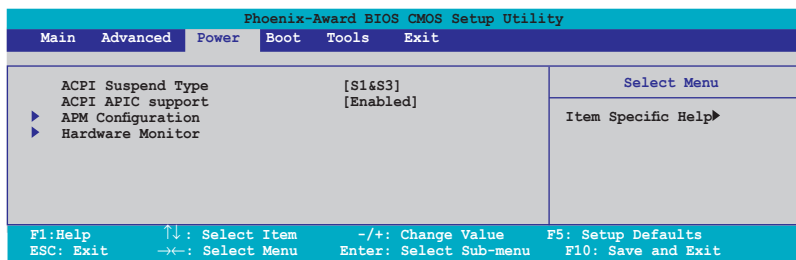 Phoenix-Award BIOS CMOS Setup Utility
Main Advanced Power Boot Tools Exit
ACPI Suspend Type [S1&S3]
ACPI APIC support [Enabled]
APM Configuration
Hardware Monitor
Select Menu
Item Specific Help
F1:Help ↑↓: Select Item -/+: Change Value F5: Setup Defaults
ESC: Exit →←: Select Menu Enter: Select Sub-menu F10: Save and Exit